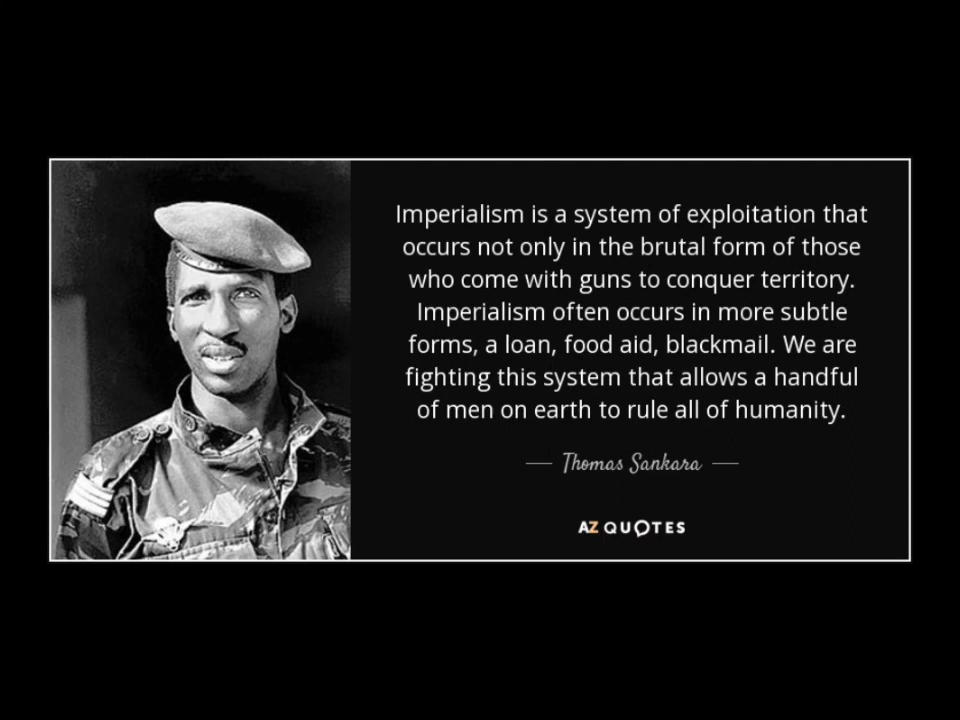 Imperialism is a system of exploitation that
occurs not only in the brutal form of those
who come with guns to conquer territory.
Imperialism often occurs in more subtle
forms, a loan, food aid, blackmail. We are
fighting this system that allows a handful
of men on earth to rule all of humanity.
Thomas Sankara
AZ QUOTES